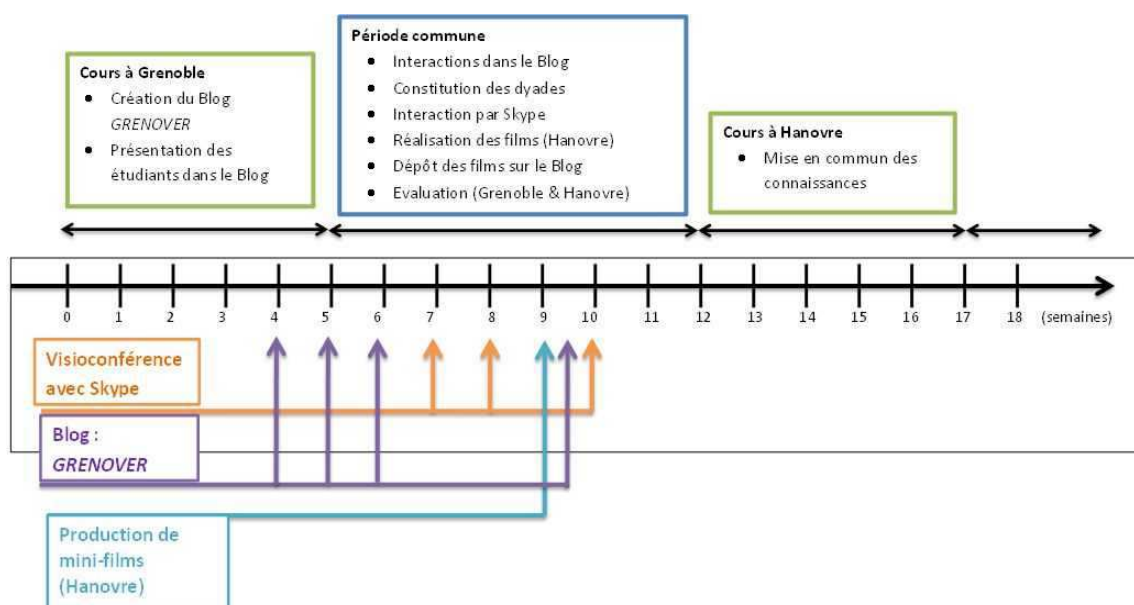 Cours à Grenoble
• Création du Blog
GRENOVER
• Présentation des
étudiants dans le Blog
Période commune
• Interactions dans le Blog
• Constitution des dyades
• Interaction par Skype
• Réalisation des films (Hanovre)
• Dépôt des films sur le Blog
• Evaluation (Grenoble & Hanovre)
Cours à Hanovre
• Mise en commun des
connaissances
0 1 2 3 4 5 6 7 8 9 10 11 12 13 14 15 16 17 18 (semaines)
Visioconférence
avec Skype
Blog :
GRENOVER
Production de
mini-films
(Hanovre)